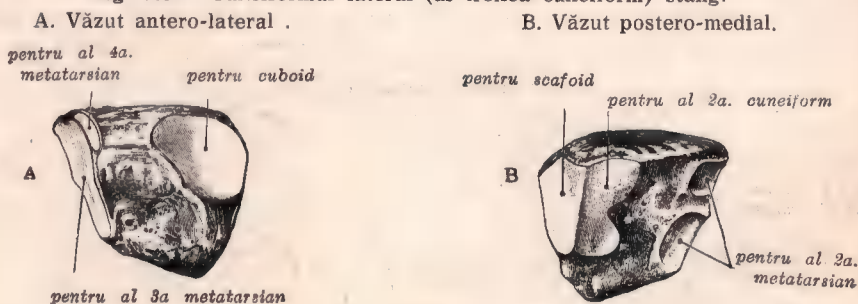 A. Văzut antero-lateral .
B. Văzut postero-medial.
pentru al 4a.
metatarsian
pentru cuboid
A
pentru al 3a metatarsian
pentru scafoid
pentru al 2a. cuneiform
B
pentru al 2a.
metatarsian